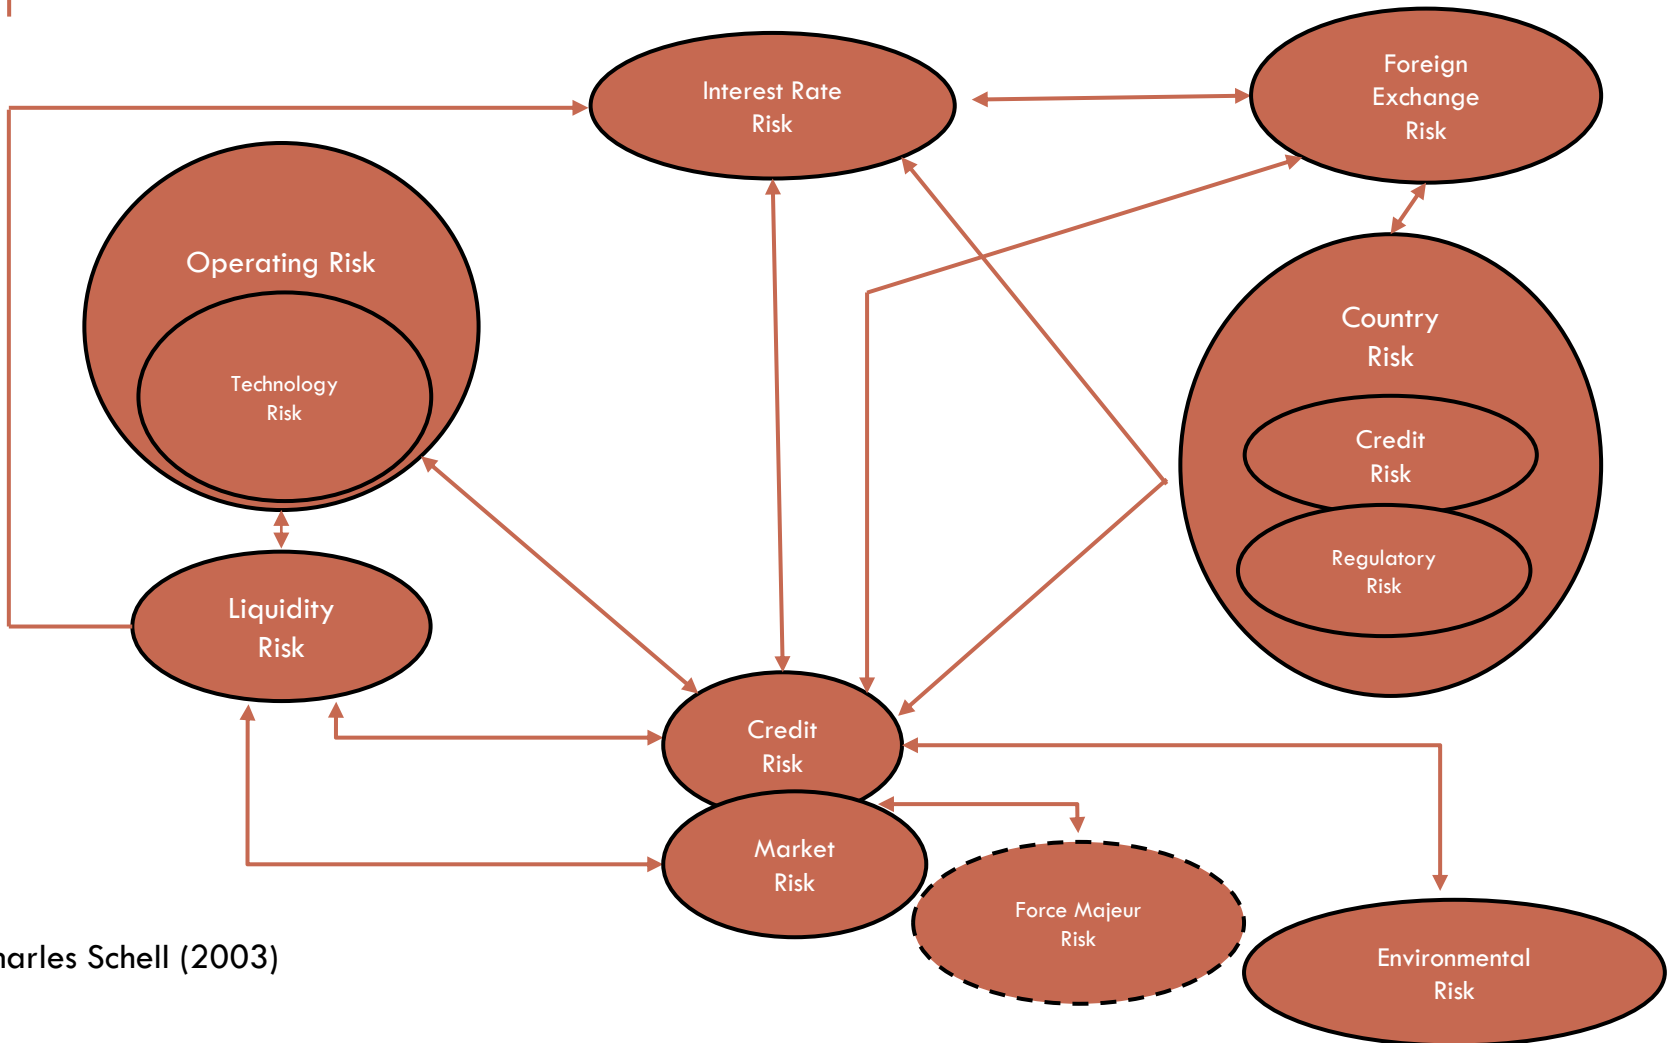 Interest Rate
Risk
Foreign
Exchange
Risk
Operating Risk
Technology
Risk
Country
Risk
Credit
Risk
Regulatory
Risk
Liquidity
Risk
Credit
Risk
Market
Risk
Force Majeur
Risk
Environmental
Risk
harles Schell (2003)